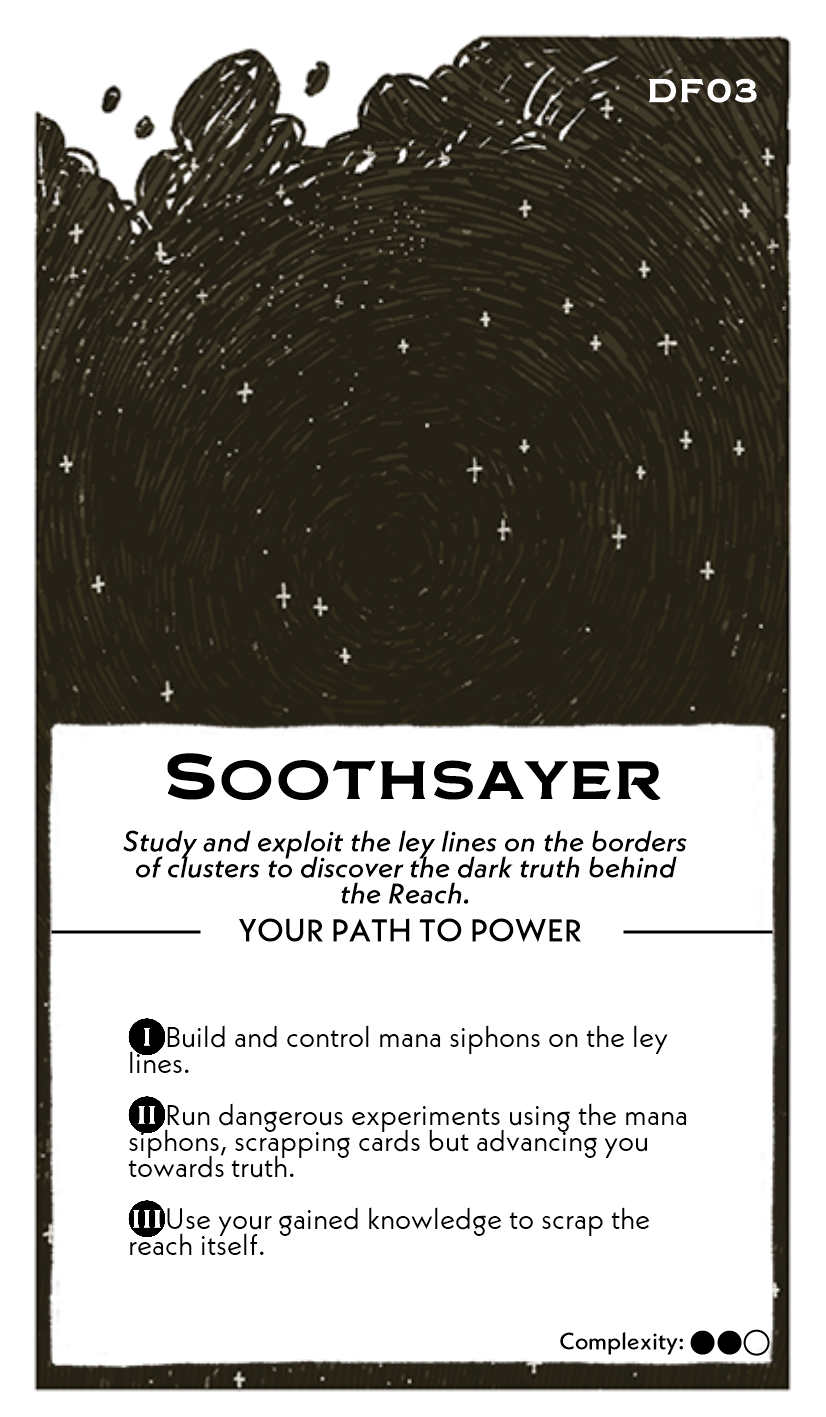 DF03
SOOTHSAYER
Study and exploit the ley lines on the borders
of clusters to discover the dark truth behind
the Reach.
YOUR PATH TO POWER
I Build and control mana siphons on the ley
lines.
II Run dangerous experiments using the mana
siphons, scrapping cards but advancing you
towards truth.
III Use your gained knowledge to scrap the
reach itself.
Complexity: